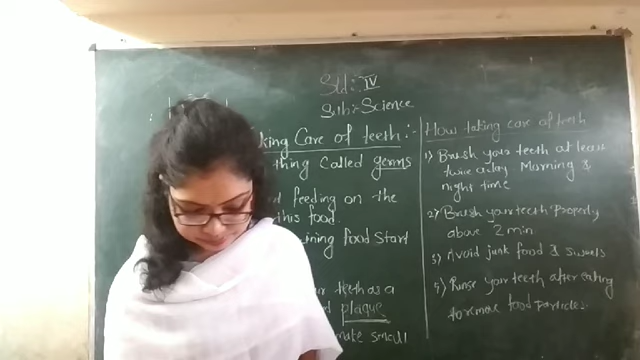 Std:- IV
Sub:- Science
king Care of teeth :-
thing Called germs
d feeding on the
this food.
ning food Start
r teeth as a
d plaque
make small
How taking care of teeth
1) Brush your teeth at least
twice a day Morning &
night time
2) Brush your teeth Properly
above 2 min
3) Avoid junk food & Sweets
4) Rinse your teeth after eating
to remove food Particles.